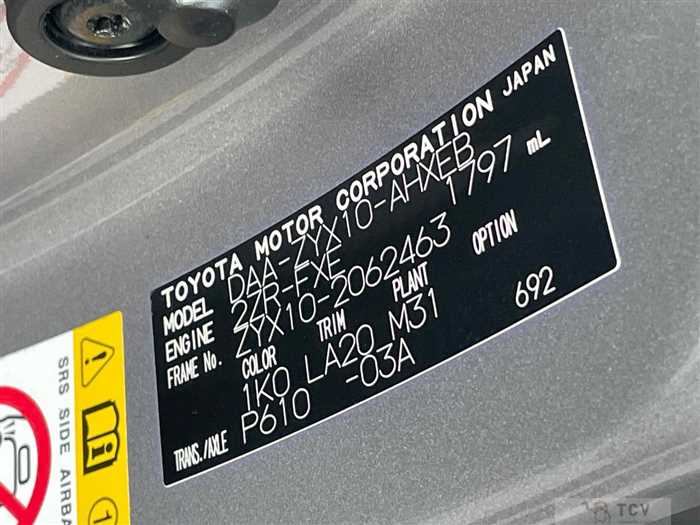 TOYOTA MOTOR CORPORATION JAPAN
MODEL DAA-ZYX10-AHXEB
ENGINE 2ZR-FXE 1797 mL
FRAME No. ZYX10-2062463
COLOR TRIM PLANT OPTION
1K0 LA20 M31 692
TRANS./AXLE P610 -03A
SRS SIDE AIRBA
1
TCV